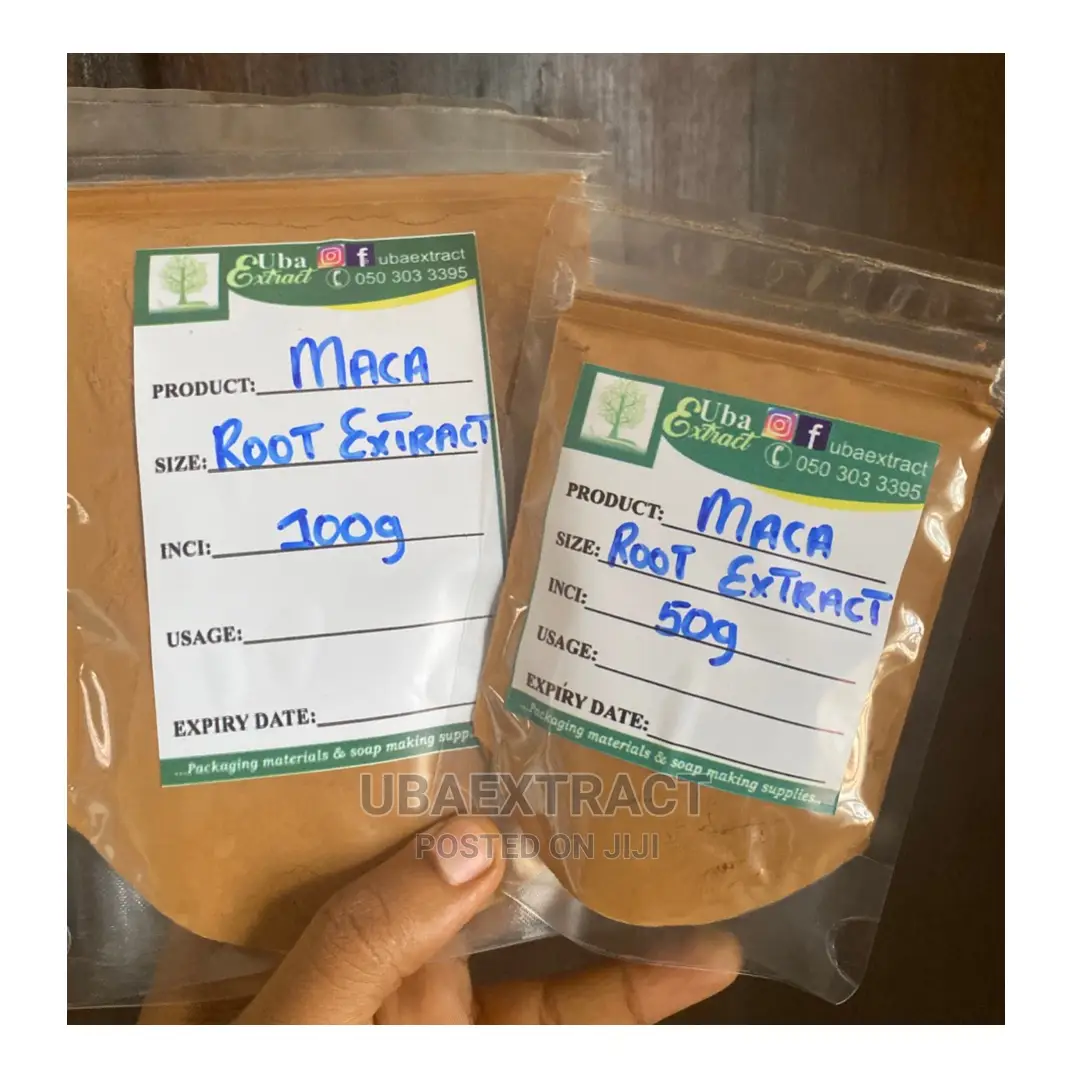 Uba Extract ubaextract
050 303 3395
PRODUCT: MACA
SIZE: ROOT EXTRACT
INCI: 100g
USAGE:
EXPIRY DATE:
...Packaging materials & soap making supp
Uba Extract ubaextract
050 303 3395
PRODUCT: MACA
SIZE: ROOT EXTRACT
INCI: 50g
USAGE:
EXPIRY DATE:
...Packaging materials & soap making supplies..
UBAEXTRACT
POSTED ON JIJI